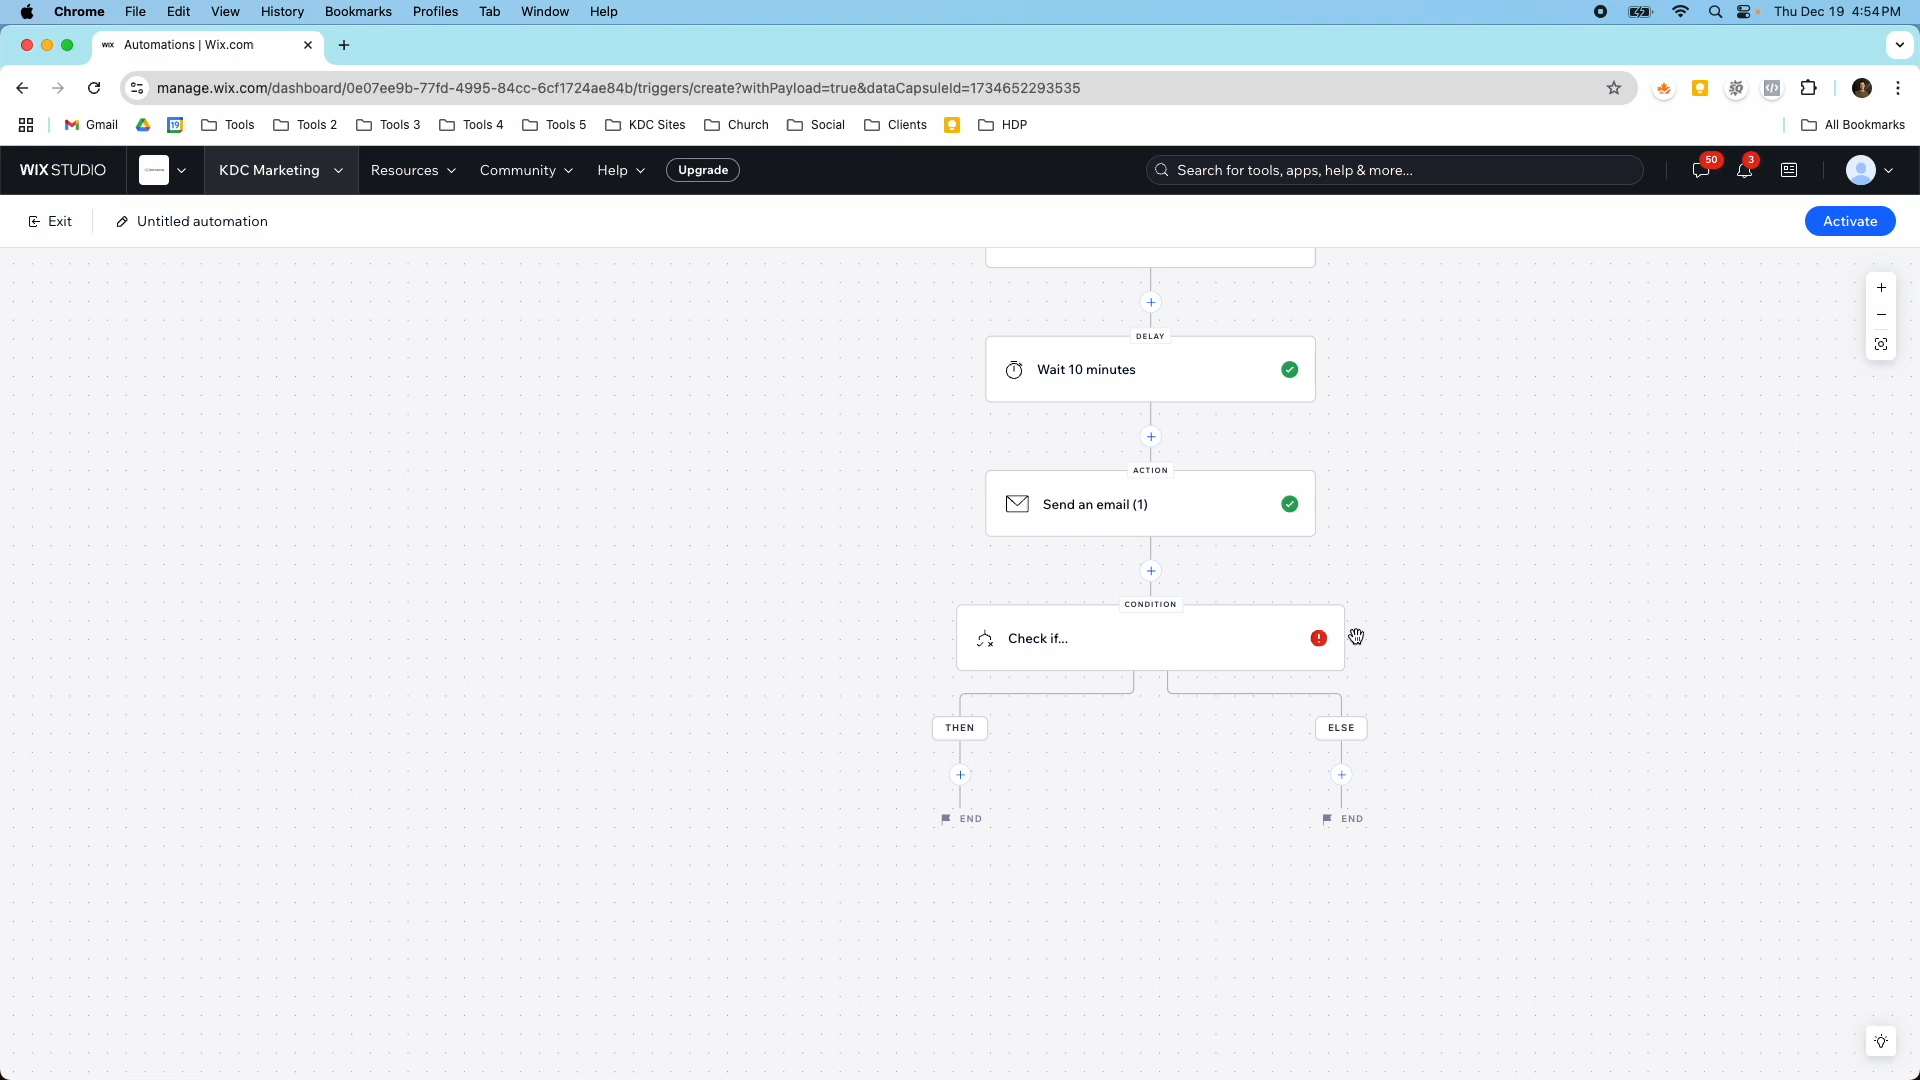 Chrome File Edit View History Bookmarks Profiles Tab Window Help Thu Dec 19 4:54 PM
WIX Automations | Wix.com
manage.wix.com/dashboard/0e07ee9b-77fd-4995-84cc-6cf1724ae84b/triggers/create?withPayload=true&dataCapsuleId=1734652293535
Gmail 19 Tools Tools 2 Tools 3 Tools 4 Tools 5 KDC Sites Church Social Clients HDP All Bookmarks
WIX STUDIO KDC Marketing Resources Community Help Upgrade Search for tools, apps, help & more... 50 3
Exit Untitled automation Activate
DELAY
Wait 10 minutes
ACTION
Send an email (1)
CONDITION
Check if...
THEN ELSE
END END